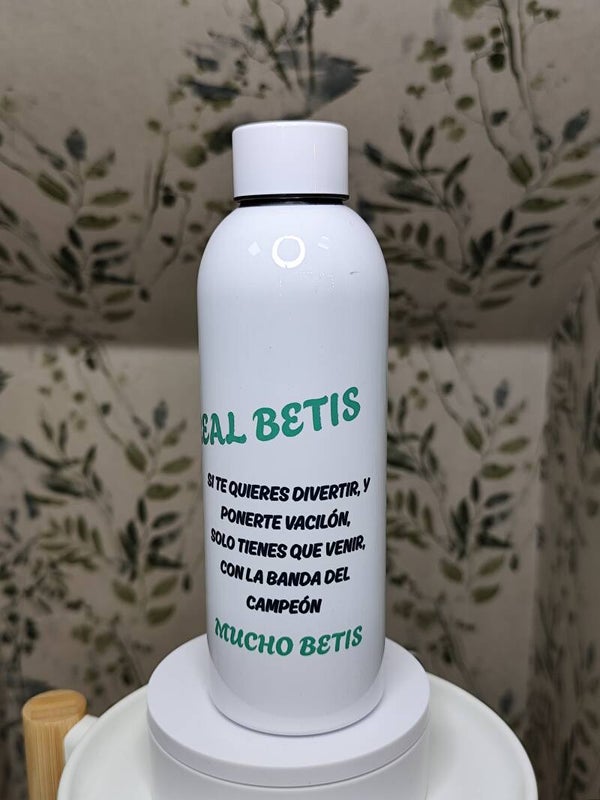 EAL BETIS
SI TE QUIERES DIVERTIR, Y
PONERTE VACILÓN,
SOLO TIENES QUE VENIR,
CON LA BANDA DEL
CAMPEÓN
MUCHO BETIS